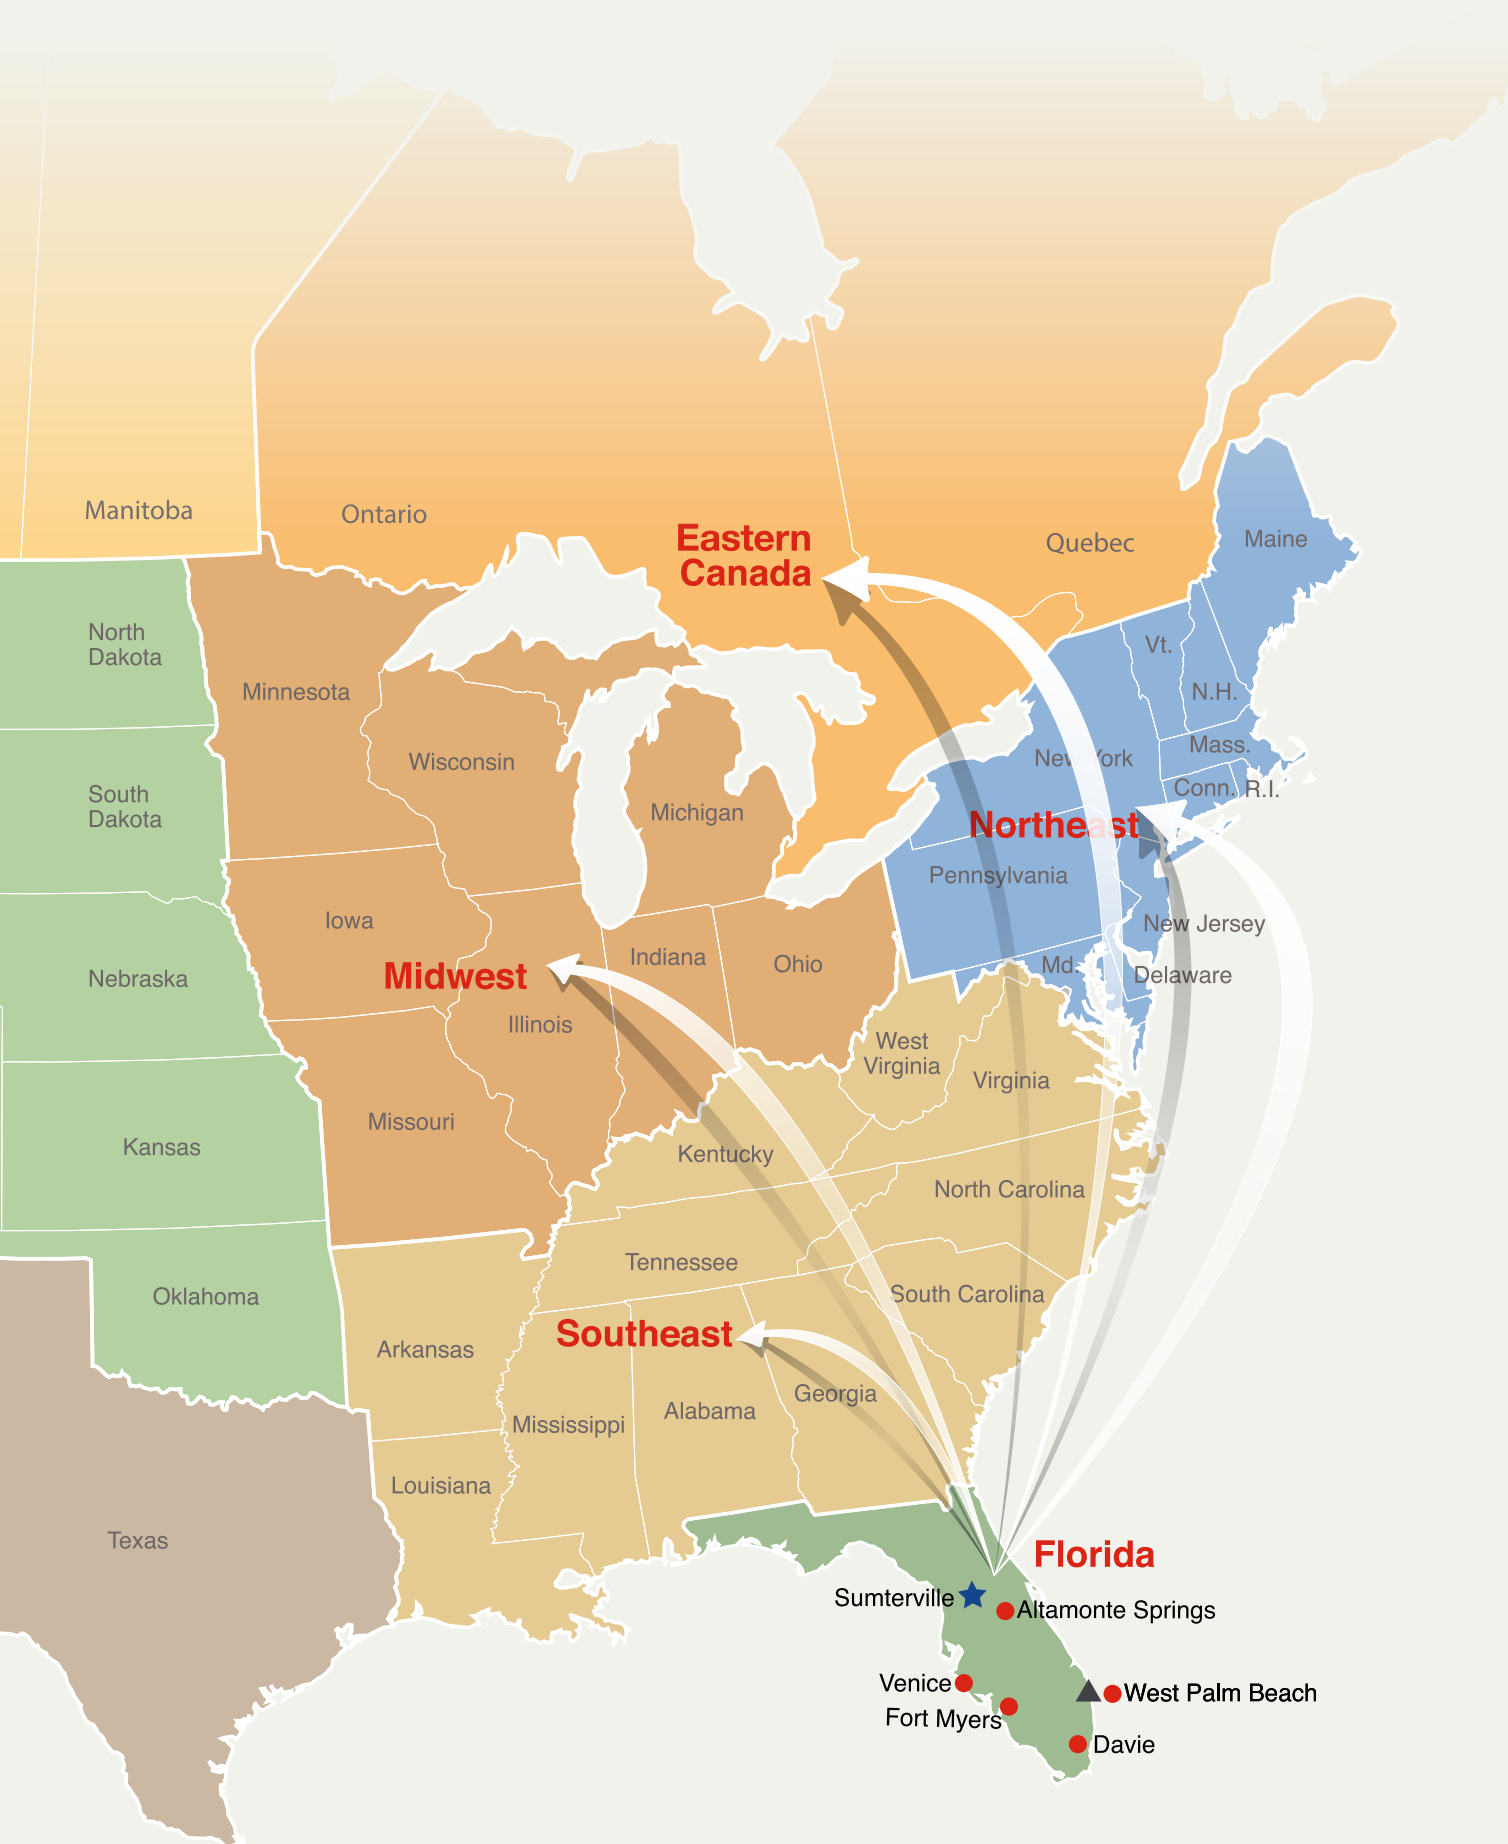 Manitoba
Ontario
Eastern
Canada
Quebec
Maine
North
Dakota
Minnesota
Vt.
N.H.
Wisconsin
New York
Mass.
South
Dakota
Michigan
Conn.
R.I.
Northeast
Pennsylvania
Iowa
New Jersey
Nebraska
Midwest
Indiana
Ohio
Md.
Delaware
Illinois
West
Virginia
Virginia
Missouri
Kansas
Kentucky
North Carolina
Tennessee
Oklahoma
South Carolina
Southeast
Arkansas
Georgia
Alabama
Mississippi
Louisiana
Texas
Florida
Sumterville
Altamonte Springs
Venice
West Palm Beach
Fort Myers
Davie